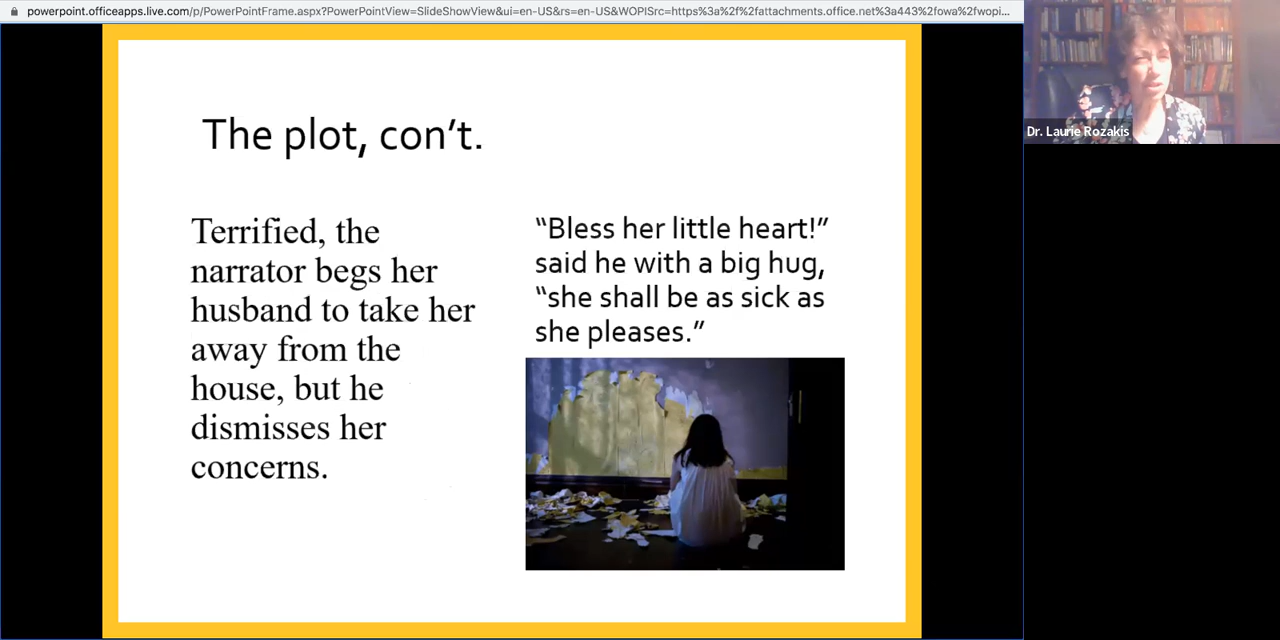 powerpoint.officeapps.live.com/p/PowerPointFrame.aspx?PowerPointView=SlideShowView&ui=en-US&rs=en-US&WOPISrc=https%3a%2f%2fattachments.office.net%3a443%2fowa%2fwopi...
Dr. Laurie Rozakis
The plot, con’t.
Terrified, the
narrator begs her
husband to take her
away from the
house, but he
dismisses her
concerns.
“Bless her little heart!”
said he with a big hug,
“she shall be as sick as
she pleases.”